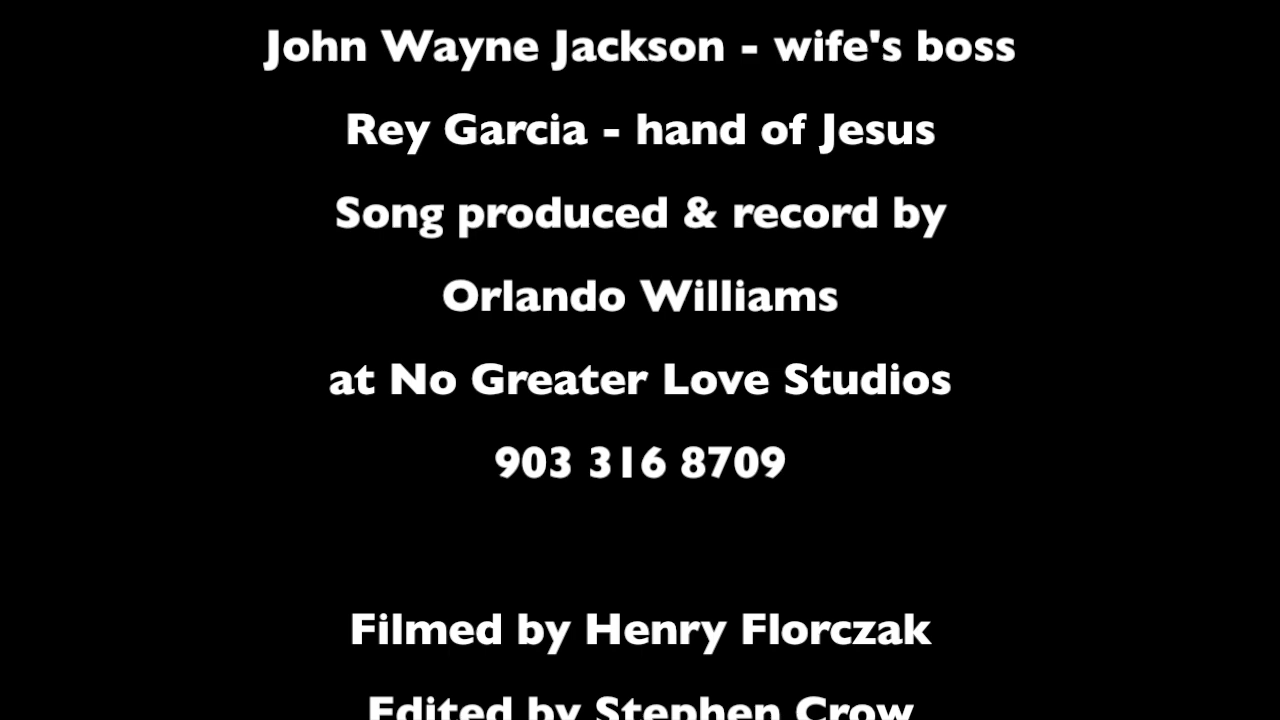 John Wayne Jackson - wife's boss
Rey Garcia - hand of Jesus
Song produced & record by
Orlando Williams
at No Greater Love Studios
903 316 8709
Filmed by Henry Florczak
Edited by Stephen Crow